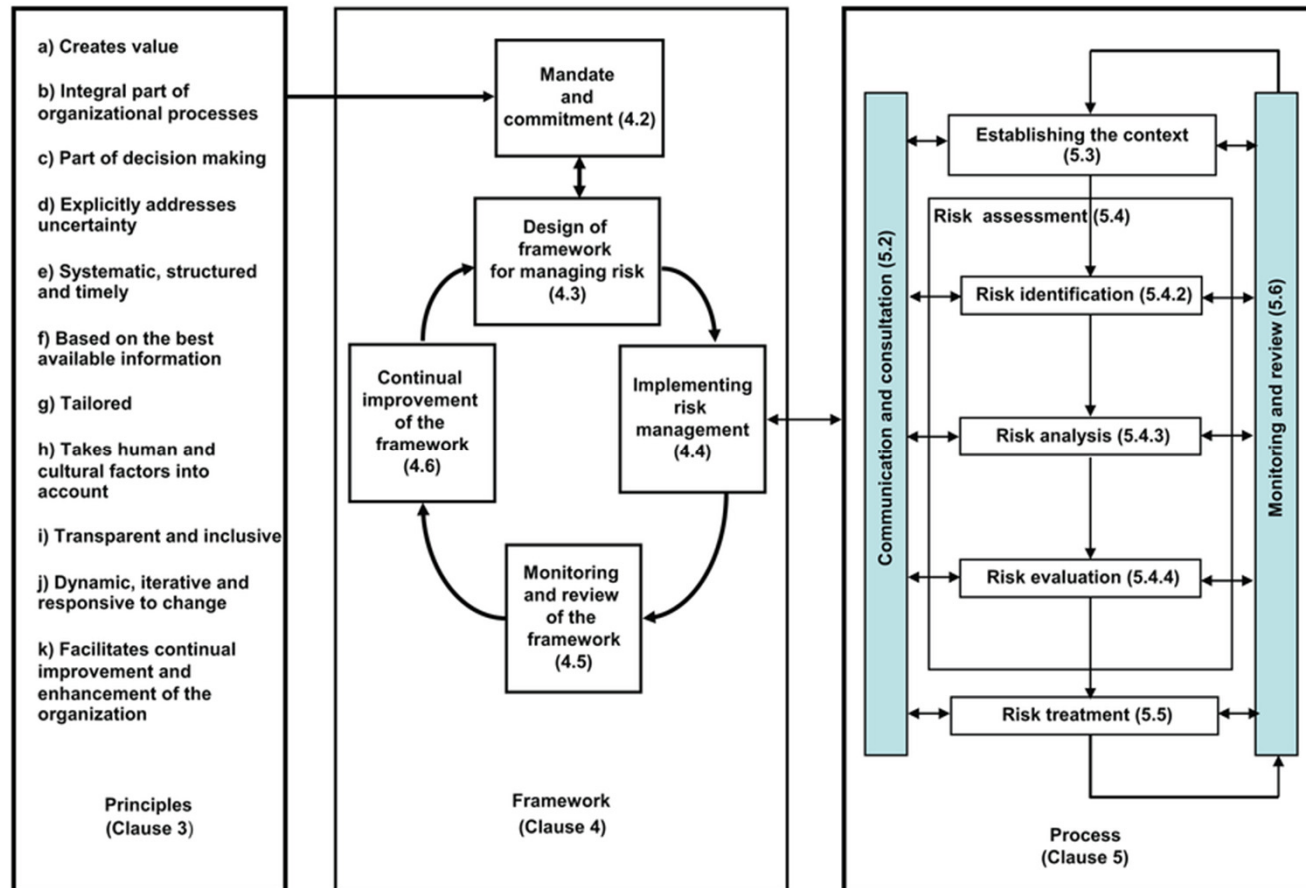 a) Creates value
b) Integral part of
organizational processes
c) Part of decision making
d) Explicitly addresses
uncertainty
e) Systematic, structured
and timely
f) Based on the best
available information
g) Tailored
h) Takes human and
cultural factors into
account
i) Transparent and inclusive
j) Dynamic, iterative and
responsive to change
k) Facilitates continual
improvement and
enhancement of the
organization
Principles
(Clause 3)
Mandate
and
commitment (4.2)
Design of
framework
for managing risk
(4.3)
Implementing
risk
management
(4.4)
Monitoring
and review
of the
framework
(4.5)
Continual
improvement
of the
framework
(4.6)
Framework
(Clause 4)
Communication and consultation (5.2)
Establishing the context
(5.3)
Risk assessment (5.4)
Risk identification (5.4.2)
Risk analysis (5.4.3)
Risk evaluation (5.4.4)
Risk treatment (5.5)
Monitoring and review (5.6)
Process
(Clause 5)